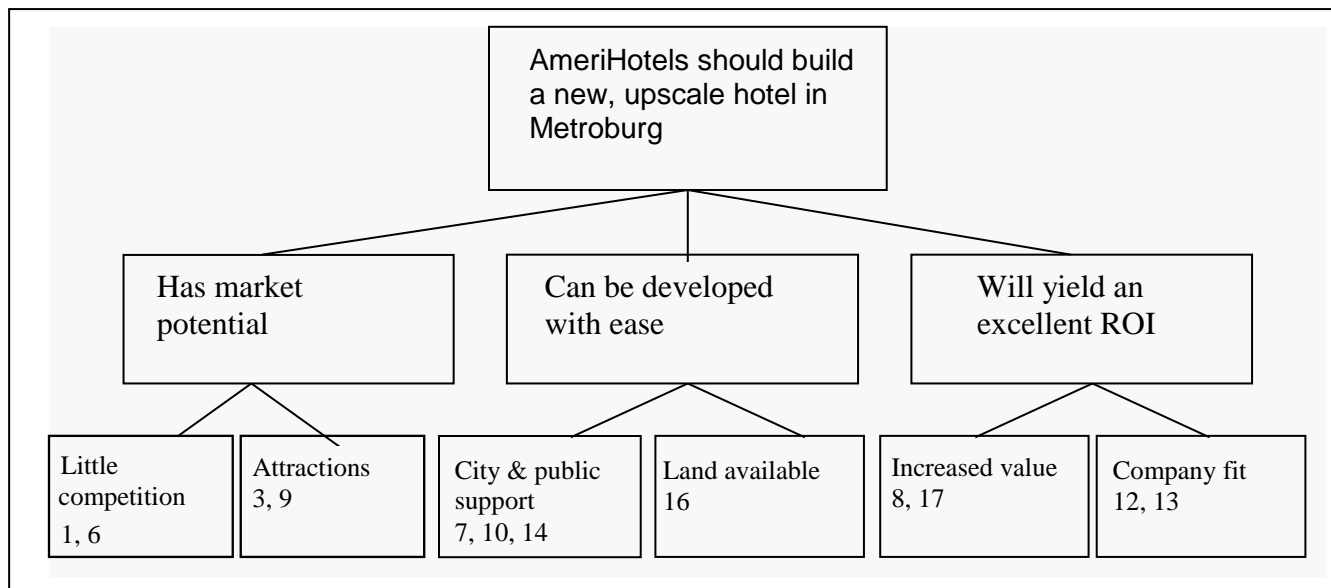 AmeriHotels should build
a new, upscale hotel in
Metroburg
Has market
potential
Can be developed
with ease
Will yield an
excellent ROI
Little
competition
1, 6
Attractions
3, 9
City & public
support
7, 10, 14
Land available
16
Increased value
8, 17
Company fit
12, 13